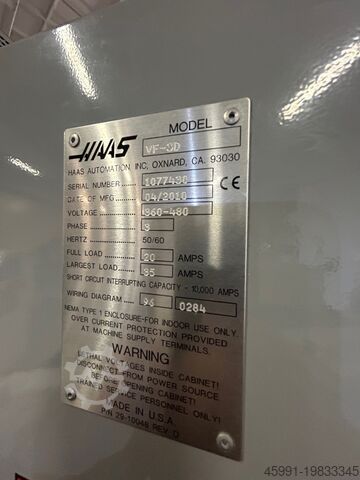 MODEL
HAAS VF-3D
HAAS AUTOMATION INC, OXNARD, CA. 93030
SERIAL NUMBER 1077438
DATE OF MFG 04/2010
VOLTAGE 360-480
PHASE 3
HERTZ 50/60
FULL LOAD 20 AMPS
LARGEST LOAD 35 AMPS
SHORT CIRCUIT INTERRUPTING CAPACITY - 10,000 AMPS
WIRING DIAGRAM 0284
NEMA TYPE 1 ENCLOSURE-FOR INDOOR USE ONLY.
OVER CURRENT PROTECTION PROVIDED
AT MACHINE SUPPLY TERMINALS.
WARNING
LETHAL VOLTAGES INSIDE CABINET!
DISCONNECT FROM POWER SOURCE
BEFORE OPENING CABINET!
TRAINED SERVICE PERSONNEL ONLY!
MADE IN U.S.A.
P/N 29-10048 REV. D
45991-19833345